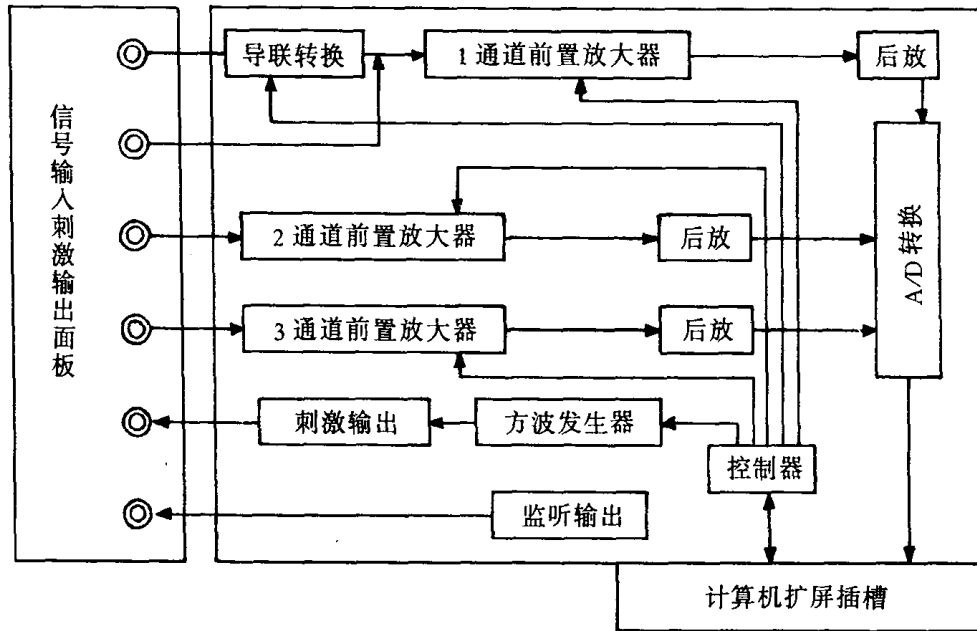 信号输入刺激输出面板
导联转换
1通道前置放大器
后放
2通道前置放大器
后放
3通道前置放大器
后放
A/D转换
刺激输出
方波发生器
控制器
监听输出
计算机扩屏插槽